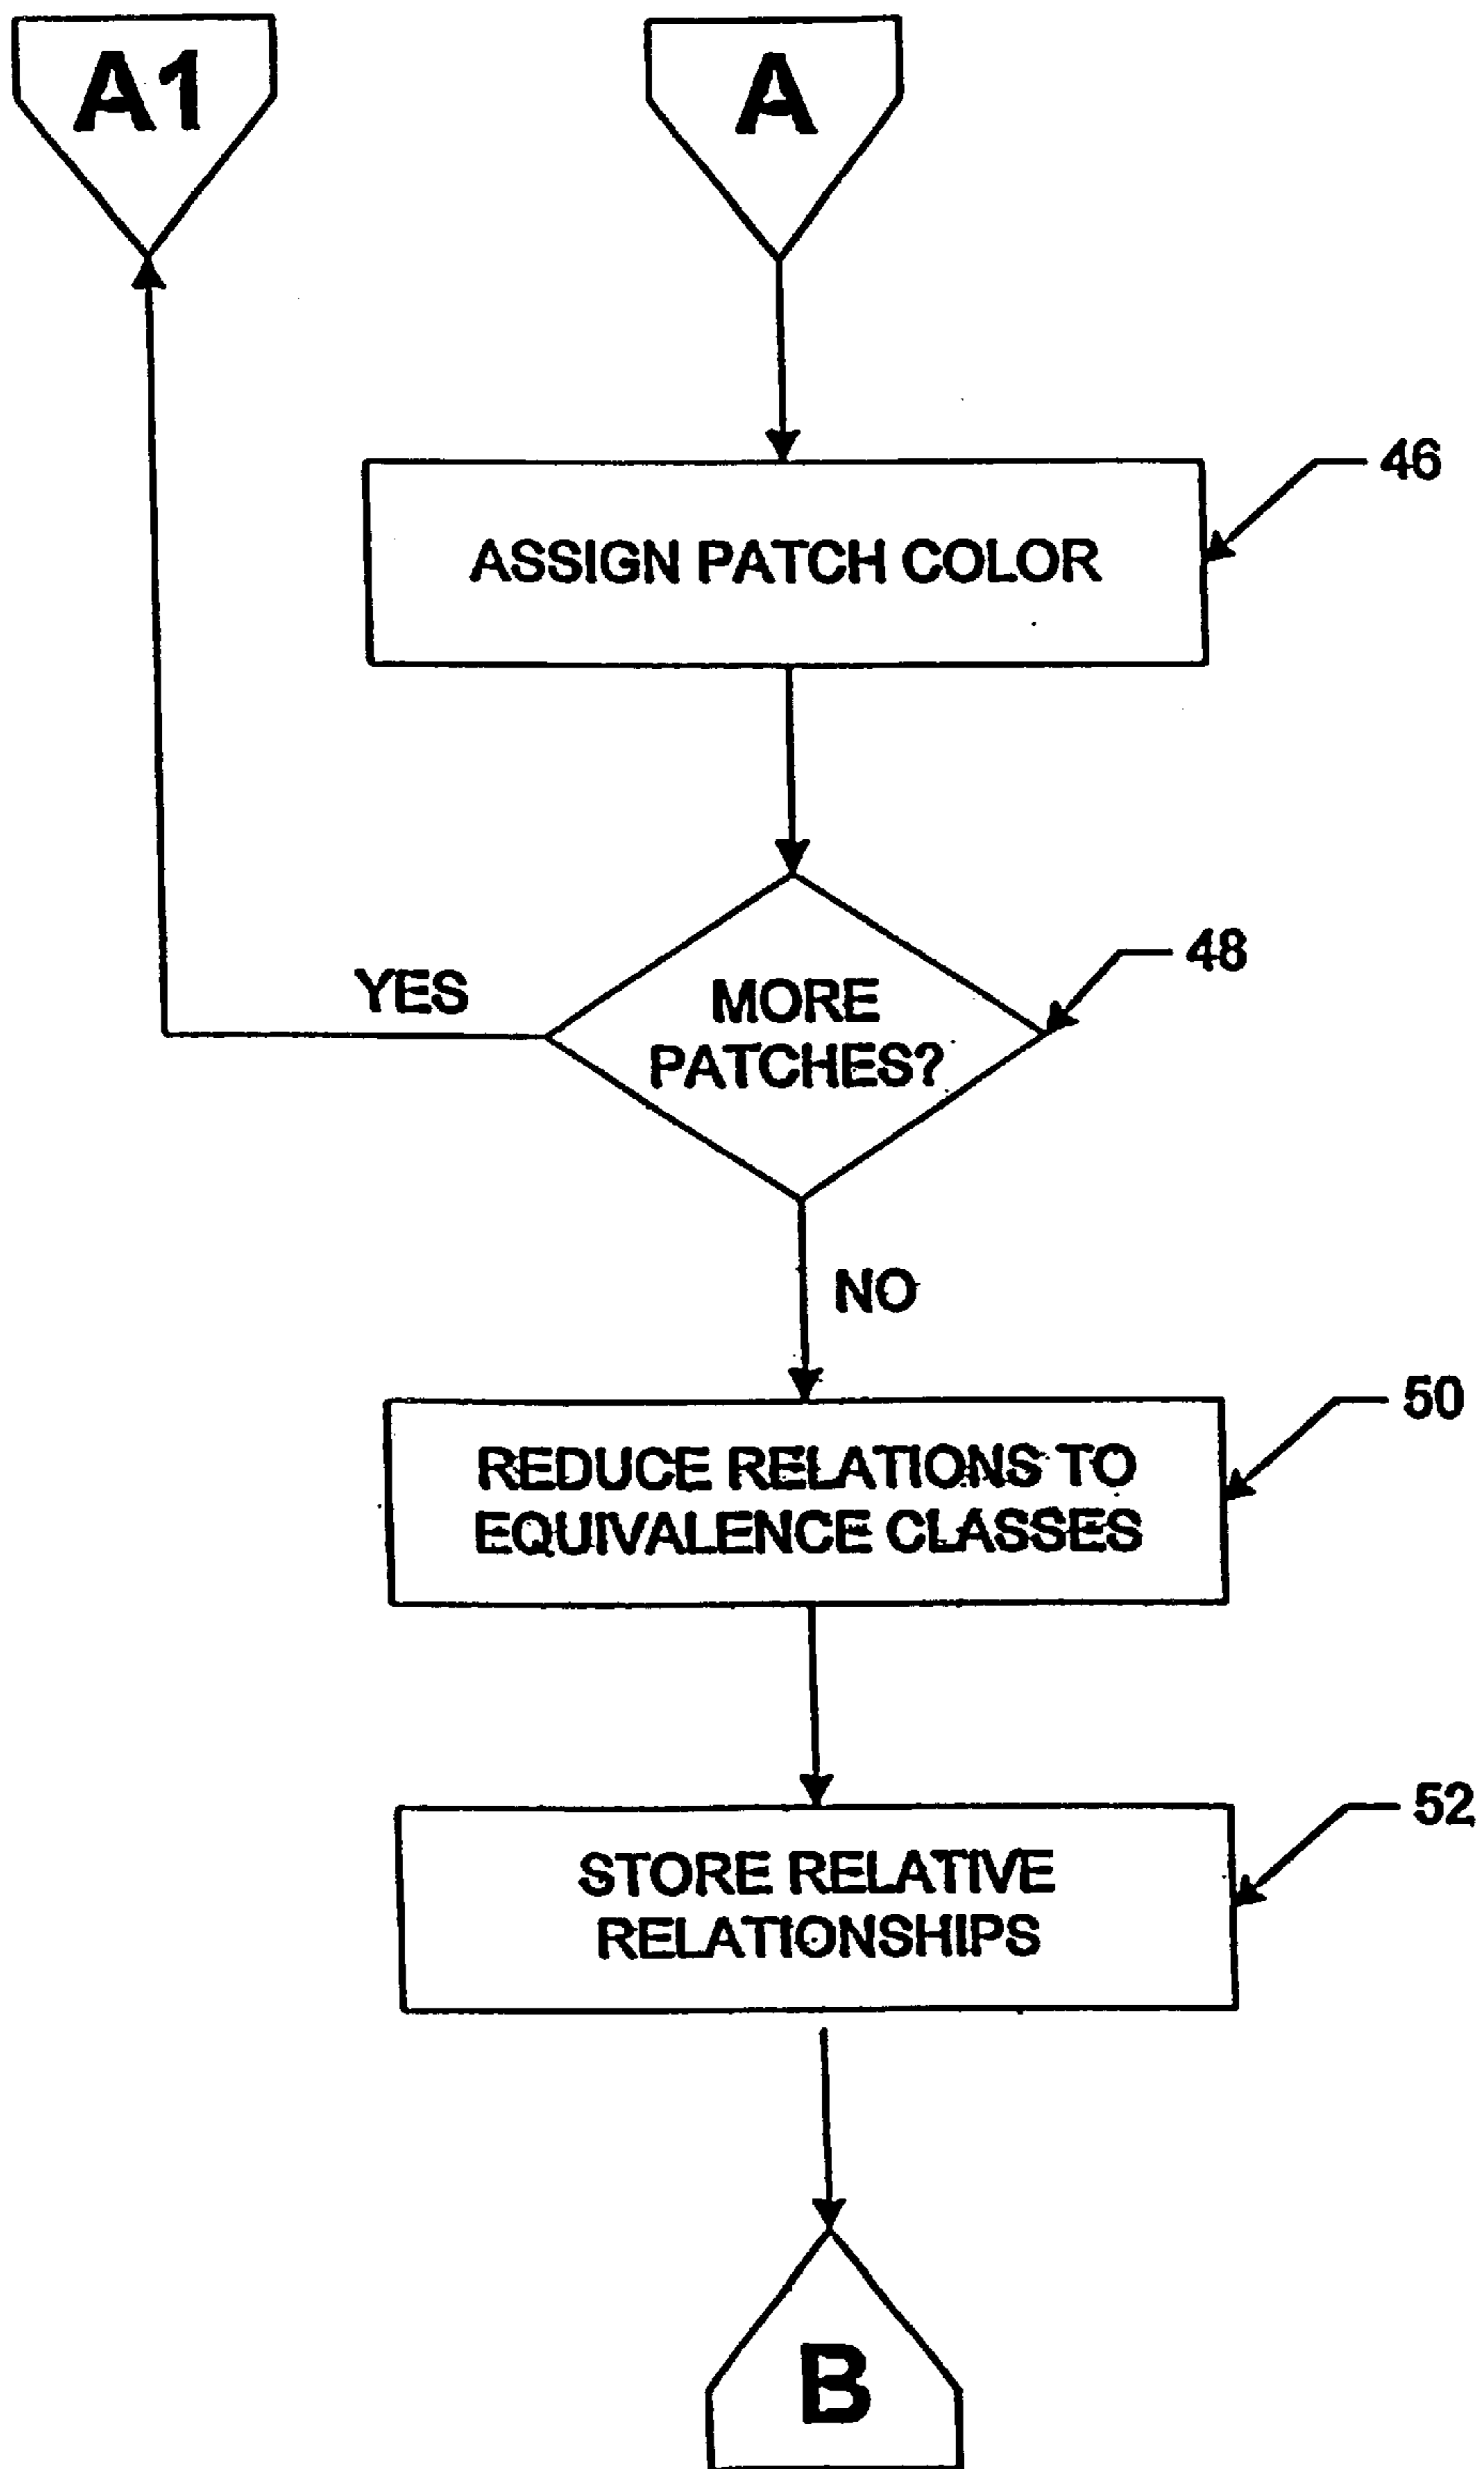 A1
A
46
ASSIGN PATCH COLOR
48
YES
MORE
PATCHES?
NO
50
REDUCE RELATIONS TO
EQUIVALENCE CLASSES
52
STORE RELATIVE
RELATIONSHIPS
B